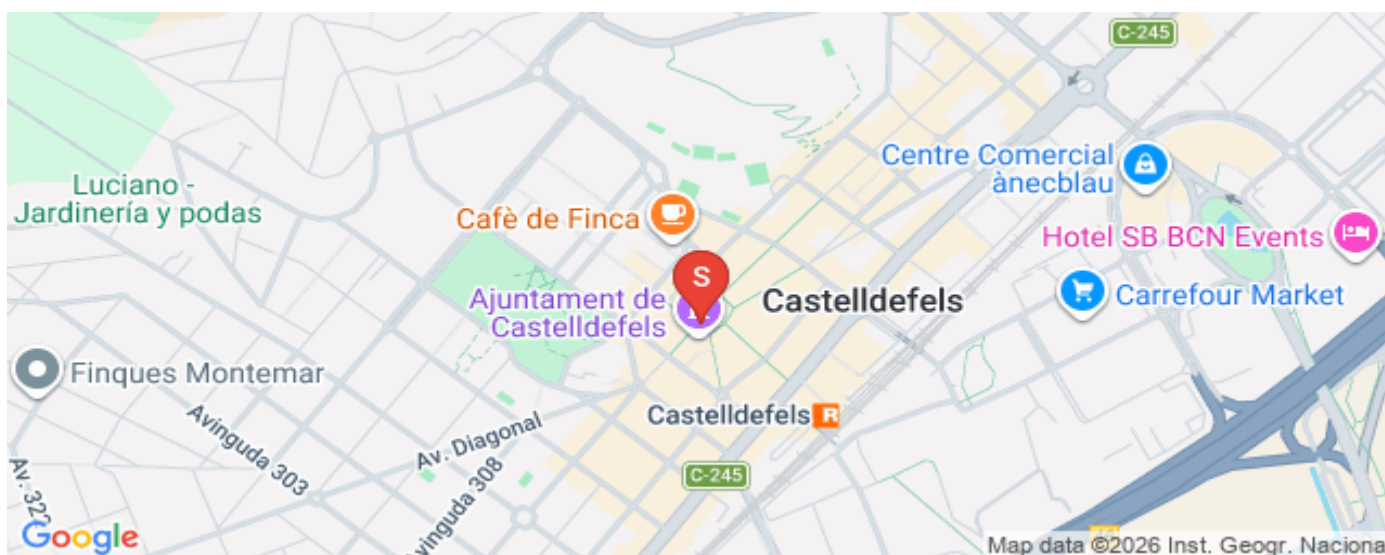 C-245
Centre Comercial
ànecblau
Luciano -
Jardinería y podas
Cafè de Finca
Hotel SB BCN Events
S
Ajuntament de
Castelldefels
Castelldefels
Carrefour Market
Finques Montemar
Castelldefels
R
Avinguda 303
Av. Diagonal
C-245
Avinguda 308
Google
Map data ©2026 Inst. Geogr. Naciona